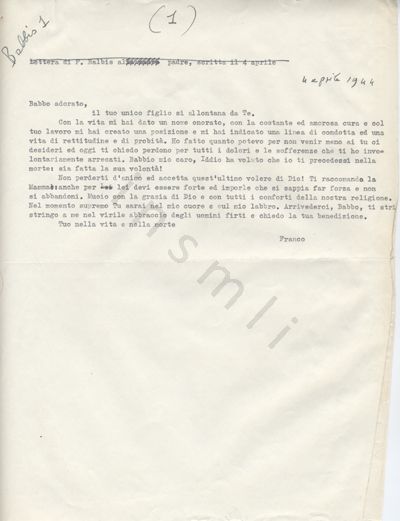 (1)
Balbis 1
Lettera di F. Balbis al padre, scritta il 4 aprile
4 aprile 1944
Babbo adorato,
il tuo unico figlio si allontana da Te.
Con la vita mi hai dato un nome onorato, con la costante ed amorosa cura e col
tuo lavoro mi hai creato una posizione e mi hai indicato una linea di condotta ed una
vita di rettitudine e di probità. Ho fatto quanto potevo per non venir meno ai tu oi
desideri ed oggi ti chiedo perdono per tutti i dolori e le sofferenze che ti ho invo-
lontariamente arrecati. Babbio mio caro, Iddio ha voluto che io ti precedessi nella
morte: sia fatta la sua volontà!
Non perderti d'animo ed accetta quest'ultimo volere di Dio! Ti raccomando la
Mamma: anche per lei devi essere forte ed imporle che si sappia far forza e non
si abbandoni. Muoio con la grazia di Dio e con tutti i conforti della nostra religione.
Nel momento supremo Tu sarai nel mio cuore e sul mio labbro. Arrivederci, Babbo, ti stri
stringo a me nel virile abbraccio degli uomini firti e chiedo la tua benedizione.
Tuo nella vita e nella morte
Franco
ismli